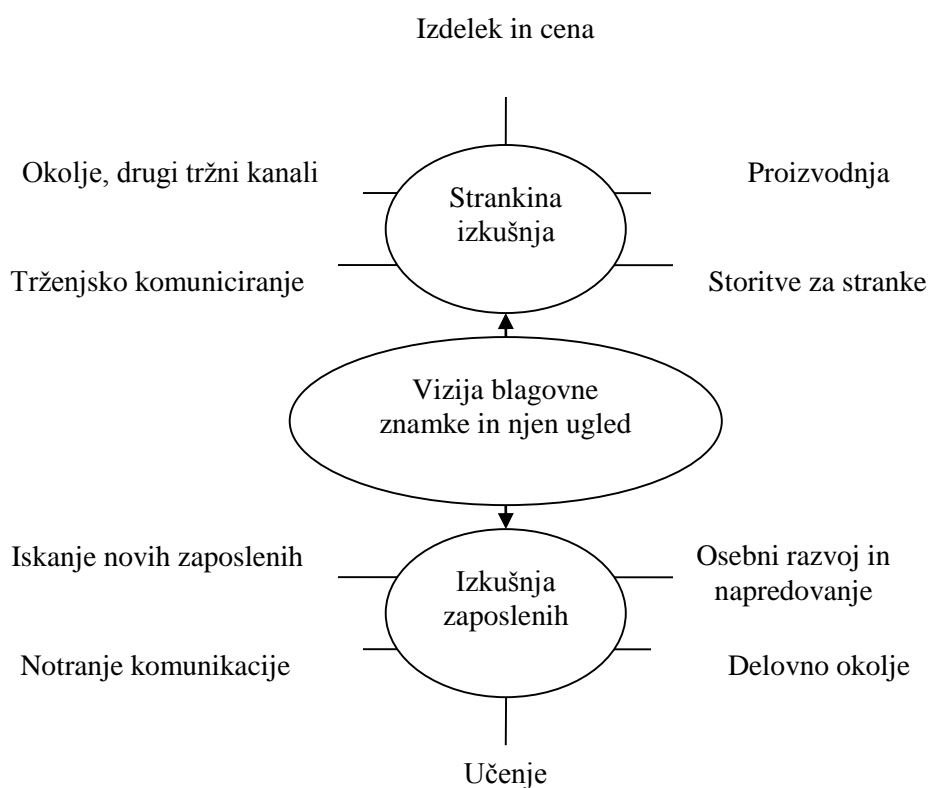 Izdelek in cena
Okolje, drugi tržni kanali
Proizvodnja
Strankina
izkušnja
Trženjsko komuniciranje
Storitve za stranke
Vizija blagovne
znamke in njen ugled
Iskanje novih zaposlenih
Osebni razvoj in
napredovanje
Izkušnja
zaposlenih
Notranje komunikacije
Delovno okolje
Učenje